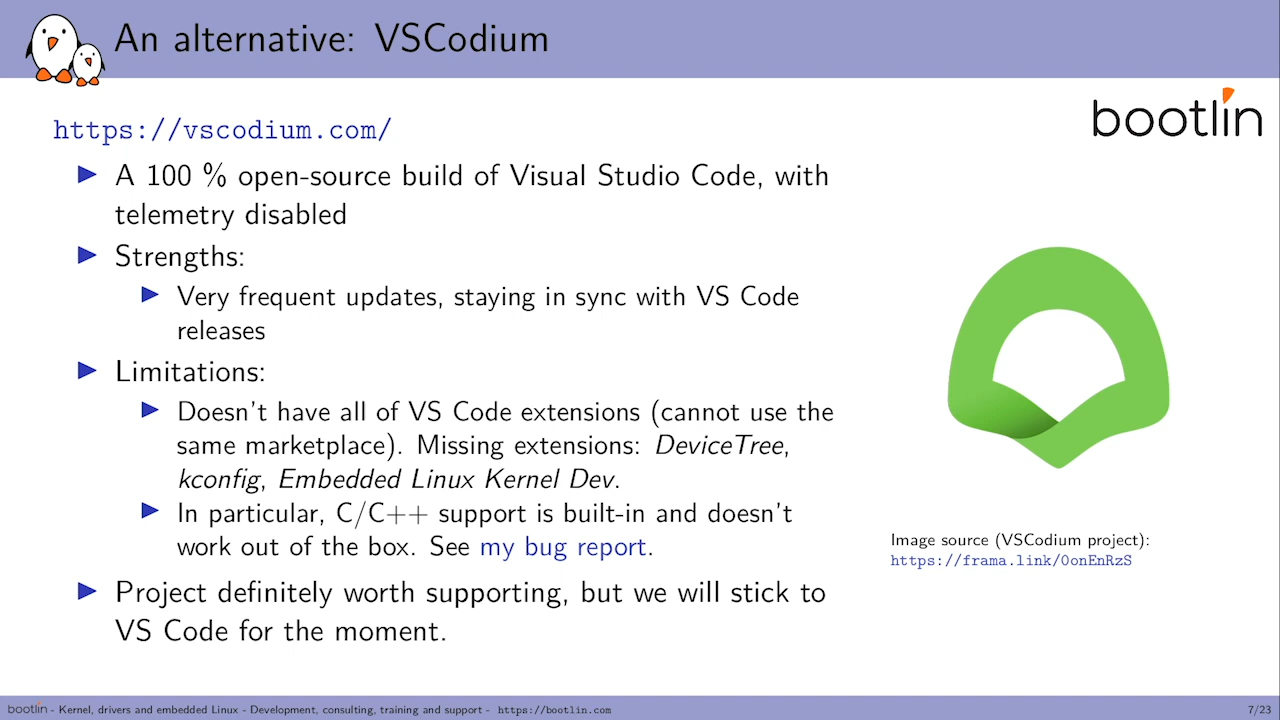 An alternative: VSCodium
bootlin
https://vscodium.com/
▶ A 100 % open-source build of Visual Studio Code, with
telemetry disabled
▶ Strengths:
▶ Very frequent updates, staying in sync with VS Code
releases
▶ Limitations:
▶ Doesn't have all of VS Code extensions (cannot use the
same marketplace). Missing extensions: DeviceTree,
kconfig, Embedded Linux Kernel Dev.
▶ In particular, C/C++ support is built-in and doesn't
work out of the box. See my bug report.
▶ Project definitely worth supporting, but we will stick to
VS Code for the moment.
Image source (VSCodium project):
https://frama.link/0onEnRzS
bootlin - Kernel, drivers and embedded Linux - Development, consulting, training and support - https://bootlin.com
7/23